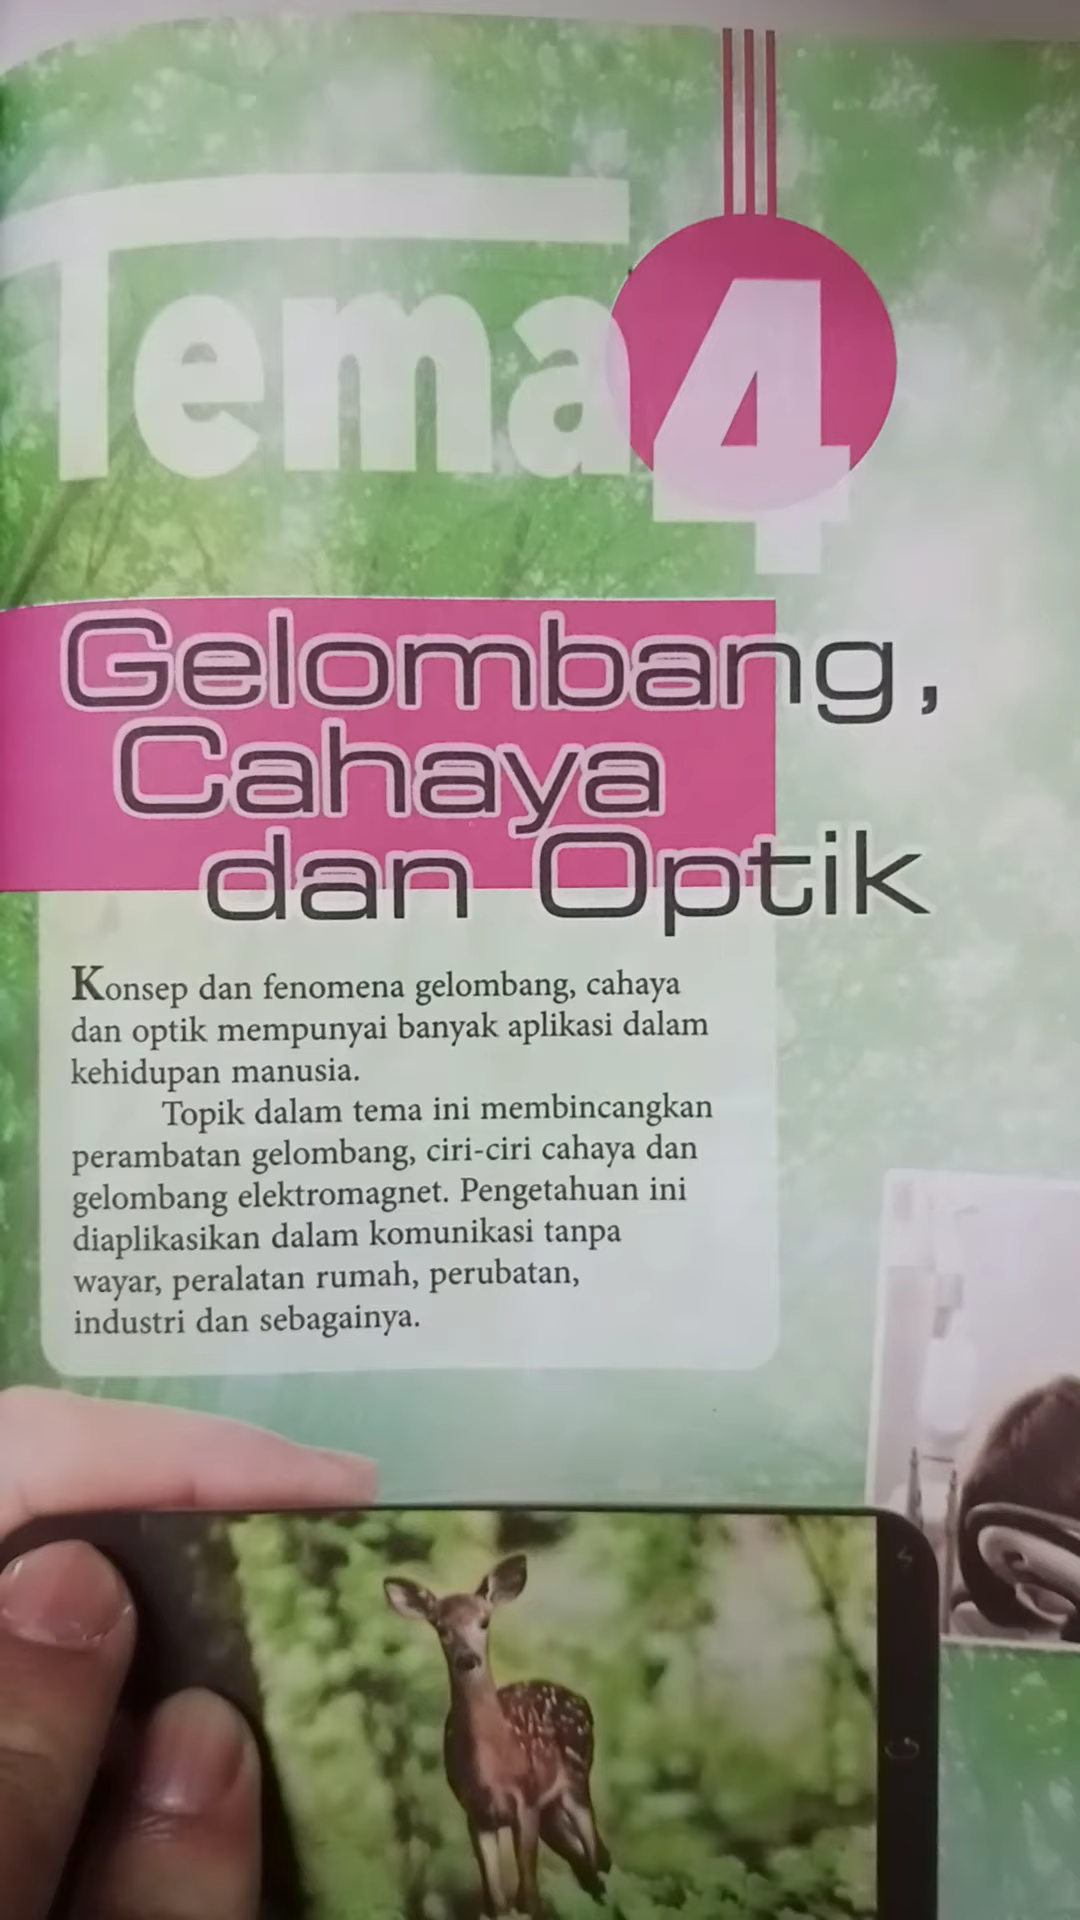 Tema 4
Gelombang,
Cahaya
dan Optik
Konsep dan fenomena gelombang, cahaya
dan optik mempunyai banyak aplikasi dalam
kehidupan manusia.
Topik dalam tema ini membincangkan
perambatan gelombang, ciri-ciri cahaya dan
gelombang elektromagnet. Pengetahuan ini
diaplikasikan dalam komunikasi tanpa
wayar, peralatan rumah, perubatan,
industri dan sebagainya.